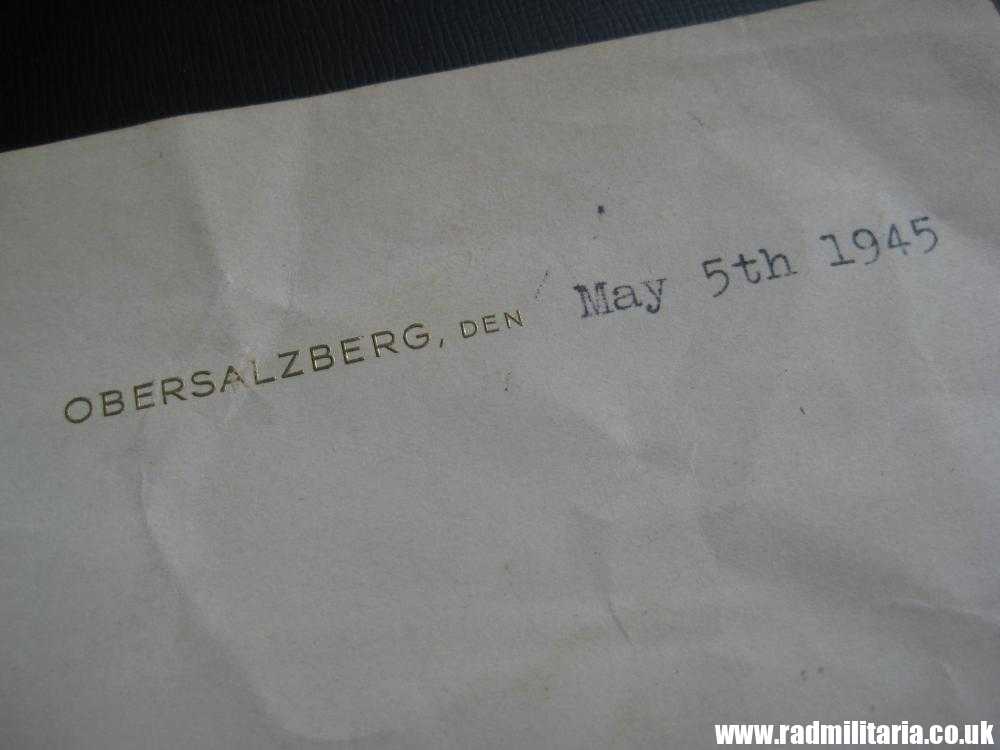 OBERSALZBERG, DEN May 5th 1945
www.radmilitaria.co.uk